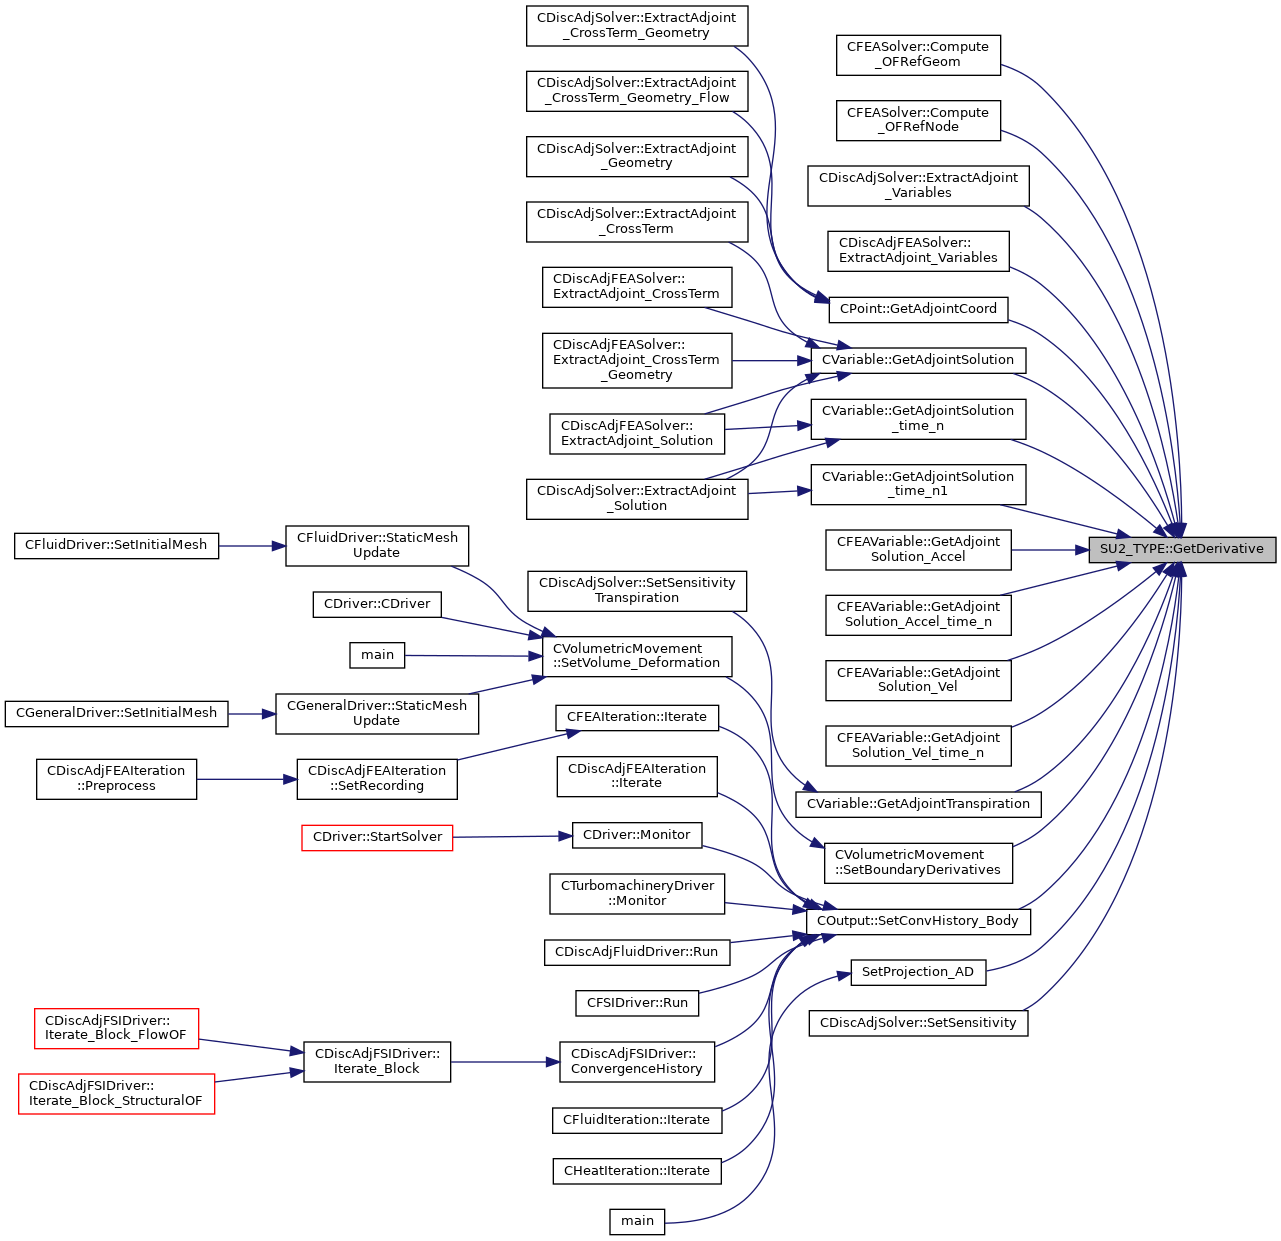 CDiscAdjSolver::ExtractAdjoint
_CrossTerm_Geometry
CDiscAdjSolver::ExtractAdjoint
_CrossTerm_Geometry_Flow
CDiscAdjSolver::ExtractAdjoint
_Geometry
CDiscAdjSolver::ExtractAdjoint
_CrossTerm
CDiscAdjFEASolver::
ExtractAdjoint_CrossTerm
CDiscAdjFEASolver::
ExtractAdjoint_CrossTerm
_Geometry
CDiscAdjFEASolver::
ExtractAdjoint_Solution
CDiscAdjSolver::ExtractAdjoint
_Solution
CFEASolver::Compute
_OFRefGeom
CFEASolver::Compute
_OFRefNode
CDiscAdjSolver::ExtractAdjoint
_Variables
CDiscAdjFEASolver::
ExtractAdjoint_Variables
CPoint::GetAdjointCoord
CVariable::GetAdjointSolution
CVariable::GetAdjointSolution
_time_n
CVariable::GetAdjointSolution
_time_n1
CFEAVariable::GetAdjoint
Solution_Accel
CFEAVariable::GetAdjoint
Solution_Accel_time_n
CFEAVariable::GetAdjoint
Solution_Vel
CFEAVariable::GetAdjoint
Solution_Vel_time_n
CVariable::GetAdjointTranspiration
CVolumetricMovement
::SetBoundaryDerivatives
COutput::SetConvHistory_Body
SetProjection_AD
CDiscAdjSolver::SetSensitivity
SU2_TYPE::GetDerivative
CFluidDriver::SetInitialMesh
CFluidDriver::StaticMesh
Update
CDriver::CDriver
main
CGeneralDriver::SetInitialMesh
CGeneralDriver::StaticMesh
Update
CDiscAdjSolver::SetSensitivity
Transpiration
CVolumetricMovement
::SetVolume_Deformation
CFEAIteration::Iterate
CDiscAdjFEAIteration
::Preprocess
CDiscAdjFEAIteration
::SetRecording
CDiscAdjFEAIteration
::Iterate
CDriver::StartSolver
CDriver::Monitor
CTurbomachineryDriver
::Monitor
CDiscAdjFluidDriver::Run
CFSIDriver::Run
CDiscAdjFSIDriver::
Iterate_Block_FlowOF
CDiscAdjFSIDriver::
Iterate_Block_StructuralOF
CDiscAdjFSIDriver::
Iterate_Block
CDiscAdjFSIDriver::
ConvergenceHistory
CFluidIteration::Iterate
CHeatIteration::Iterate
main